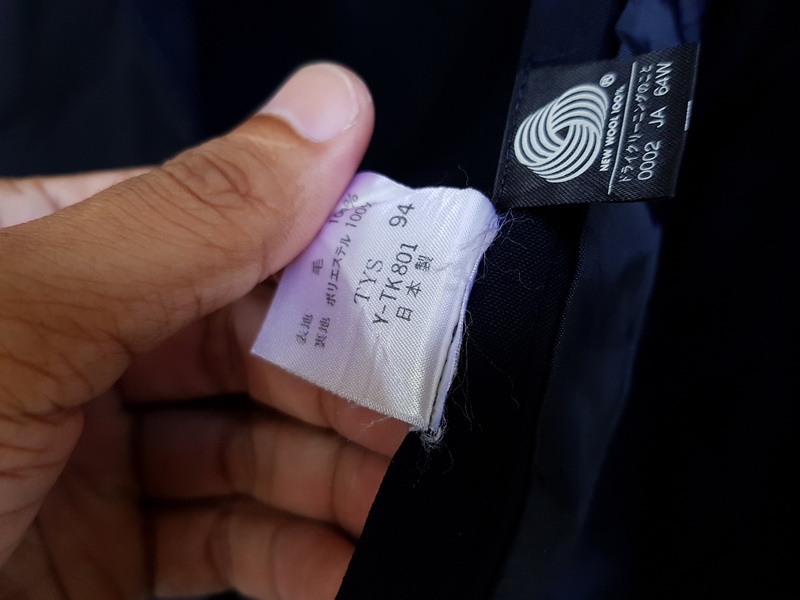 表地 毛
裏地 ポリエステル 100%
TYS 94
Y-TK801
日本製
®
NEW WOOL 100%
ドライクリーニングのこと
0002 JA 64W